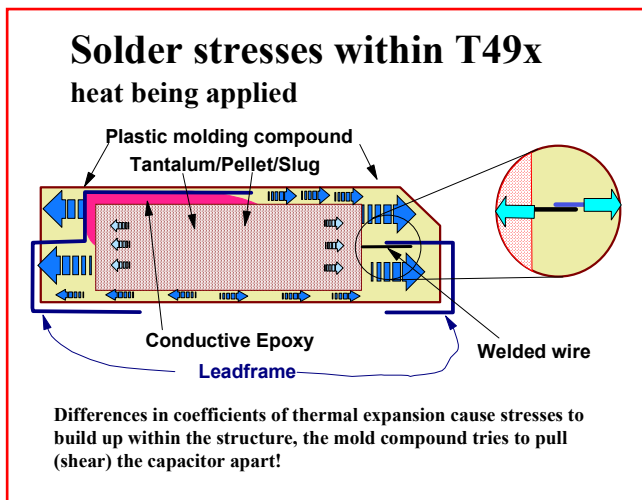 Solder stresses within T49x
heat being applied
Plastic molding compound
Tantalum/Pellet/Slug
Conductive Epoxy
Welded wire
Leadframe
Differences in coefficients of thermal expansion cause stresses to
build up within the structure, the mold compound tries to pull
(shear) the capacitor apart!